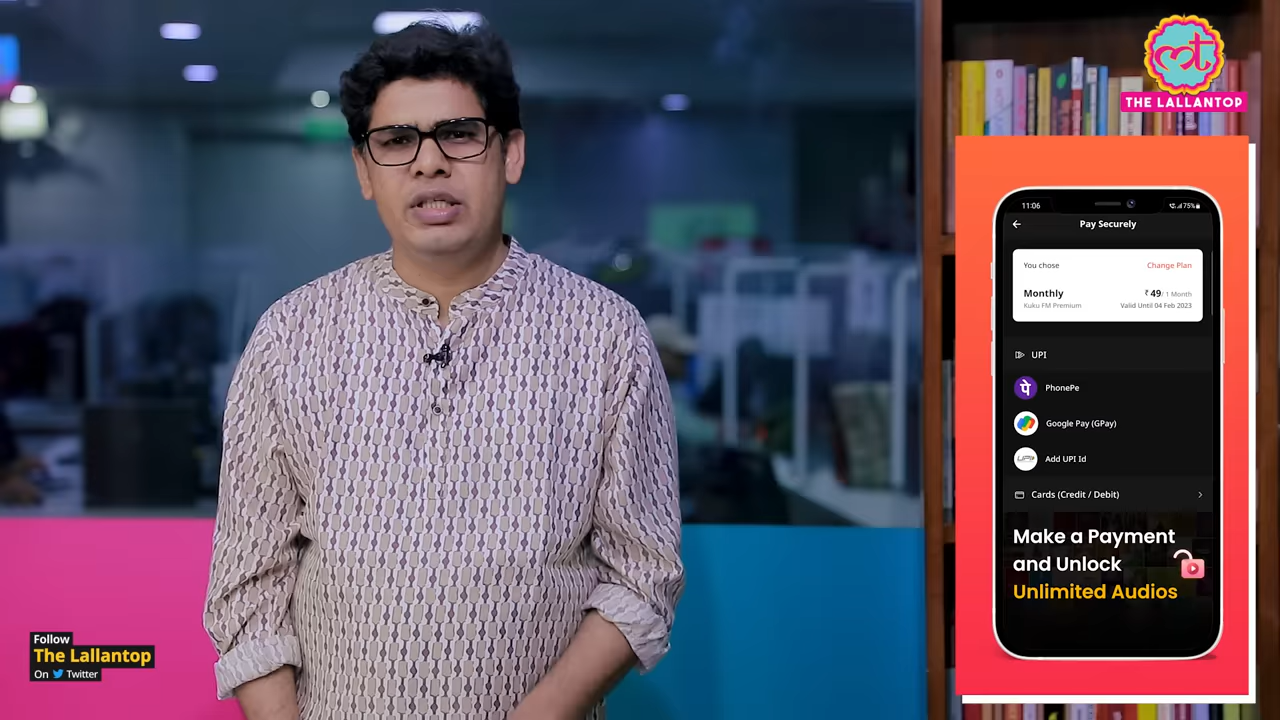 THE LALLANTOP
11:06
75%
Pay Securely
You chose
Change Plan
Monthly
₹ 49/ 1 Month
Kuku FM Premium
Valid Until 04 Feb 2023
UPI
पे
PhonePe
Google Pay (GPay)
UPI
Add UPI Id
Cards (Credit / Debit)
Make a Payment
and Unlock
Unlimited Audios
Follow
The Lallantop
On Twitter